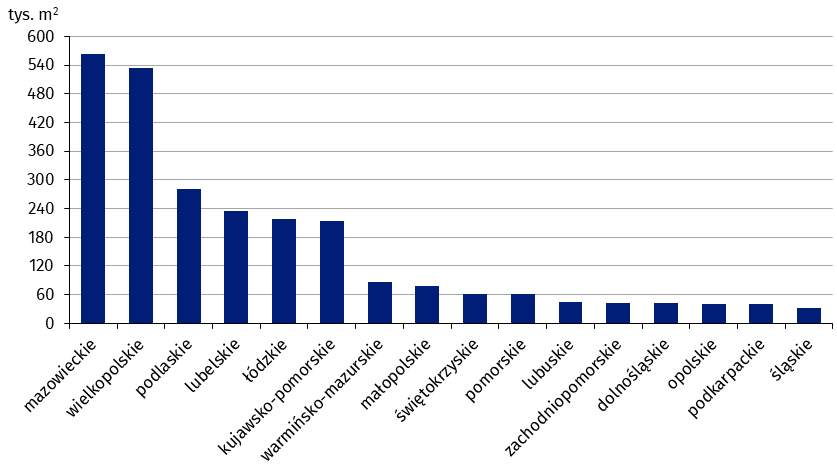 tys. m²
600
540
480
420
360
300
240
180
120
60
0
mazowieckie
wielkopolskie
podlaskie
lubelskie
łódzkie
kujawsko-pomorskie
warmińsko-mazurskie
małopolskie
świętokrzyskie
pomorskie
lubuskie
zachodniopomorskie
dolnośląskie
opolskie
podkarpackie
śląskie